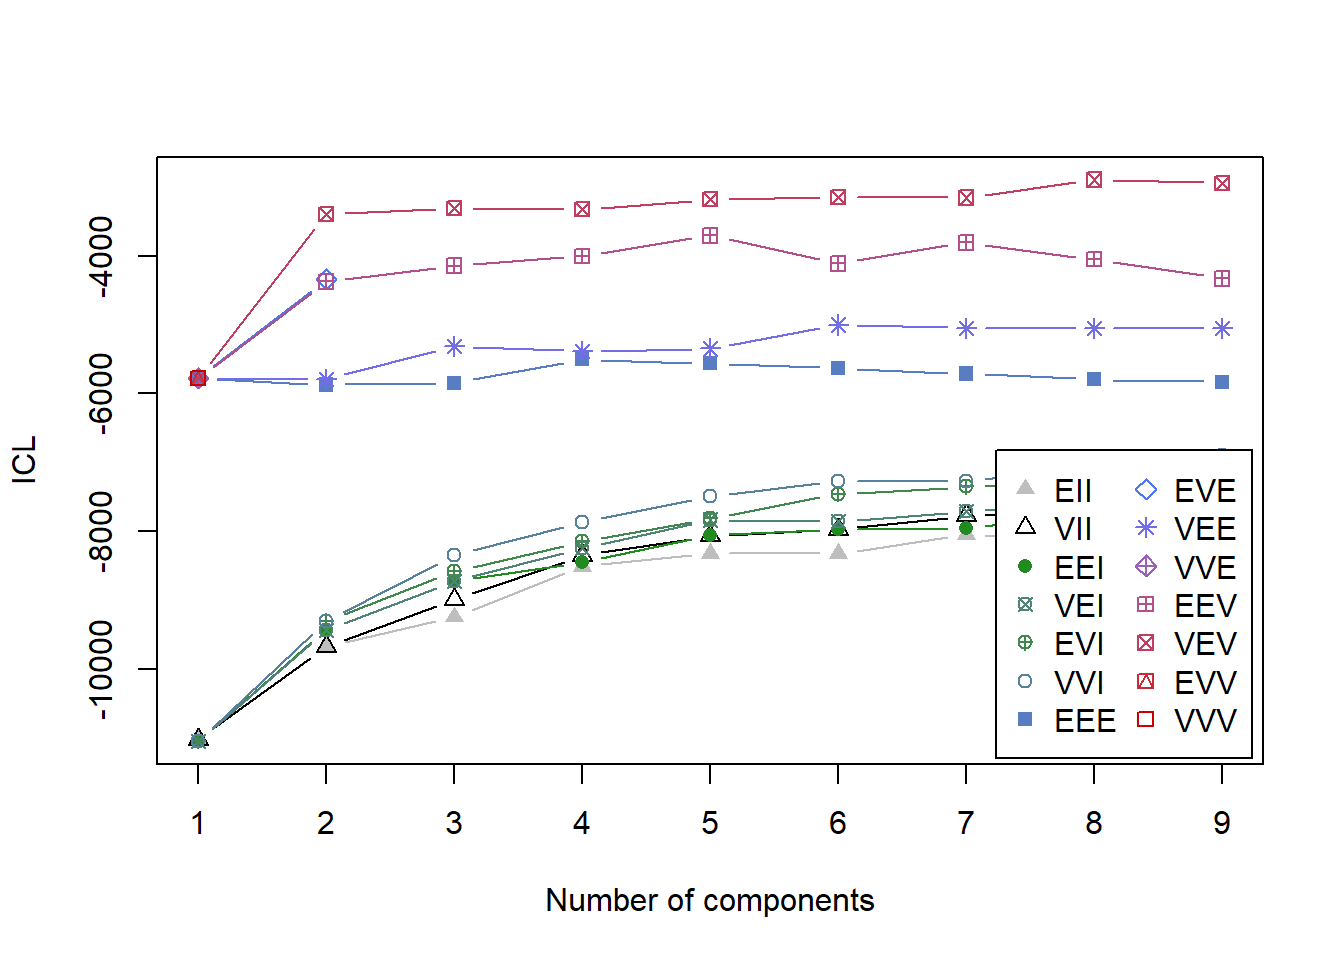 -4000
-6000
-8000
-10000
ICL
EII EVE
VII VEE
EEI VVE
VEI EEV
EVI VEV
VVI EVV
EEE VVV
1 2 3 4 5 6 7 8 9
Number of components